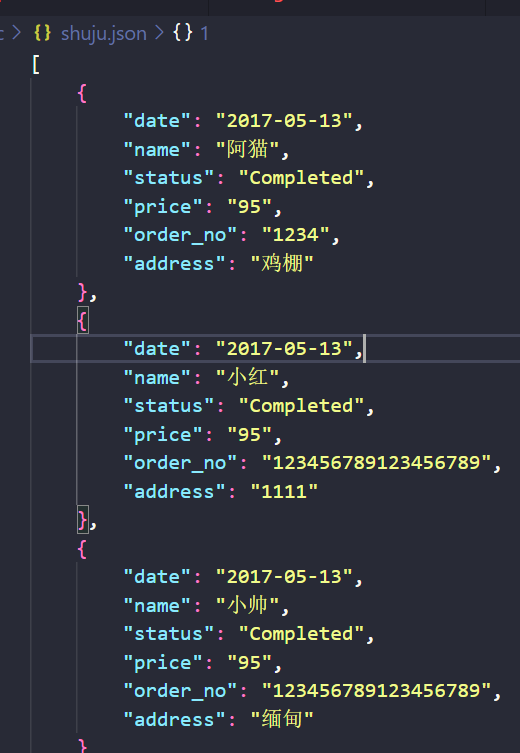 c > {} shuju.json > {} 1
[
{
"date": "2017-05-13",
"name": "阿猫",
"status": "Completed",
"price": "95",
"order_no": "1234",
"address": "鸡棚"
},
{
"date": "2017-05-13",
"name": "小红",
"status": "Completed",
"price": "95",
"order_no": "123456789123456789",
"address": "1111"
},
{
"date": "2017-05-13",
"name": "小帅",
"status": "Completed",
"price": "95",
"order_no": "123456789123456789",
"address": "缅甸"
}